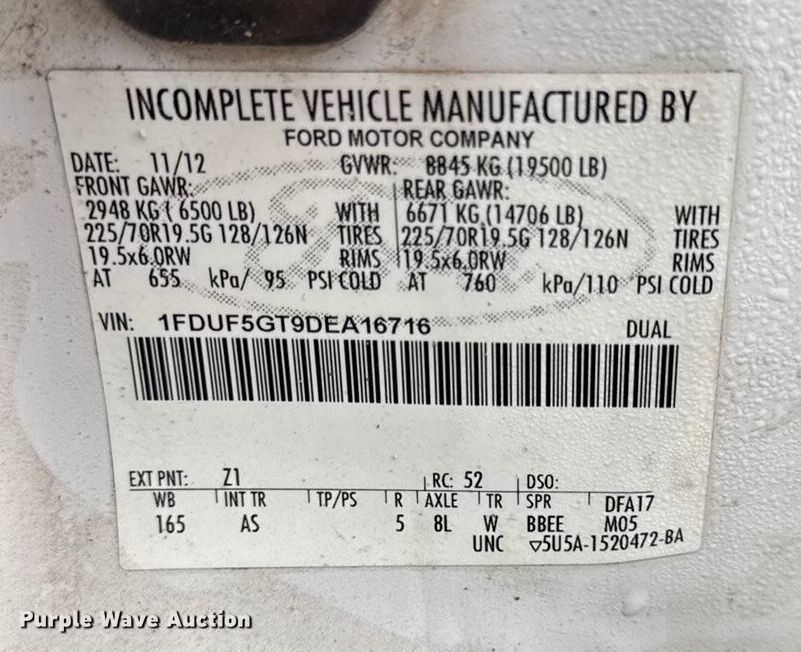 INCOMPLETE VEHICLE MANUFACTURED BY
FORD MOTOR COMPANY
DATE: 11/12 GVWR: 8845 KG (19500 LB)
FRONT GAWR: REAR GAWR:
2948 KG ( 6500 LB) WITH 6671 KG (14706 LB) WITH
225/70R19.5G 128/126N TIRES 225/70R19.5G 128/126N TIRES
19.5x6.0RW RIMS 19.5x6.0RW RIMS
AT 655 kPa/ 95 PSI COLD AT 760 kPa/110 PSI COLD
VIN: 1FDUF5GT9DEA16716 DUAL
EXT PNT: Z1 RC: 52 DSO:
WB INT TR TP/PS R AXLE TR SPR DFA17
165 AS 5 8L W BBEE M05
UNC ▽5U5A-1520472-BA
Purple Wave Auction